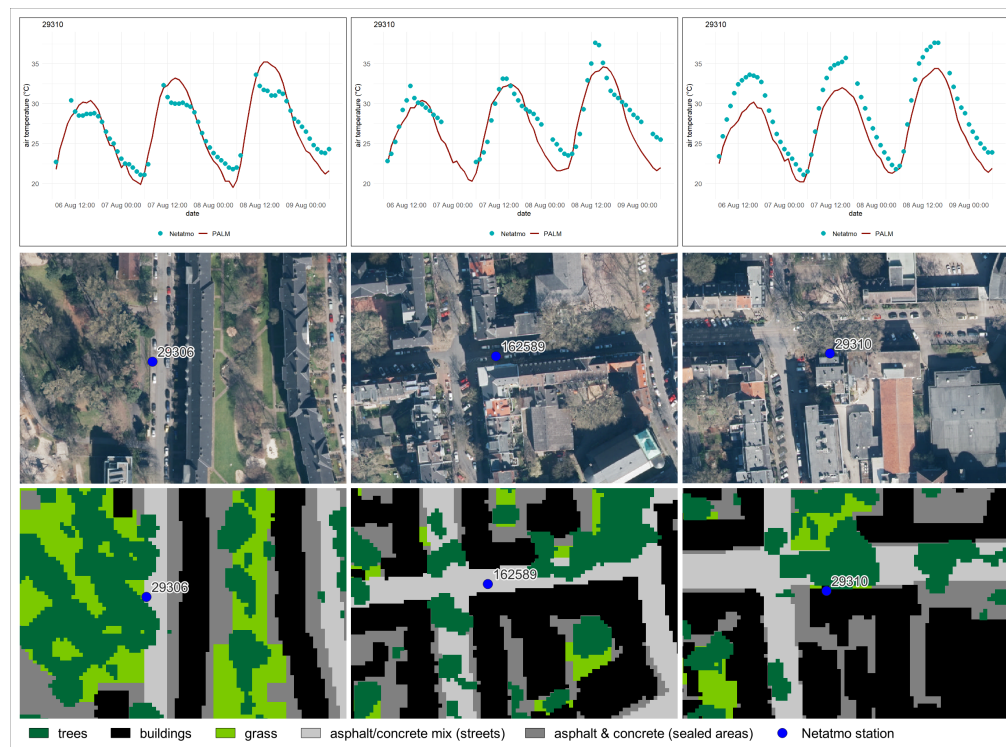 29310
29310
29310
35
30
25
20
air temperature (°C)
06 Aug 12:00 07 Aug 00:00 07 Aug 12:00 08 Aug 00:00 08 Aug 12:00 09 Aug 00:00
date
Netatmo PALM
35
30
25
20
air temperature (°C)
06 Aug 12:00 07 Aug 00:00 07 Aug 12:00 08 Aug 00:00 08 Aug 12:00 09 Aug 00:00
date
Netatmo PALM
35
30
25
20
air temperature (°C)
06 Aug 12:00 07 Aug 00:00 07 Aug 12:00 08 Aug 00:00 08 Aug 12:00 09 Aug 00:00
date
Netatmo PALM
29306
162589
29310
29306
162589
29310
trees buildings grass asphalt/concrete mix (streets) asphalt & concrete (sealed areas) Netatmo station